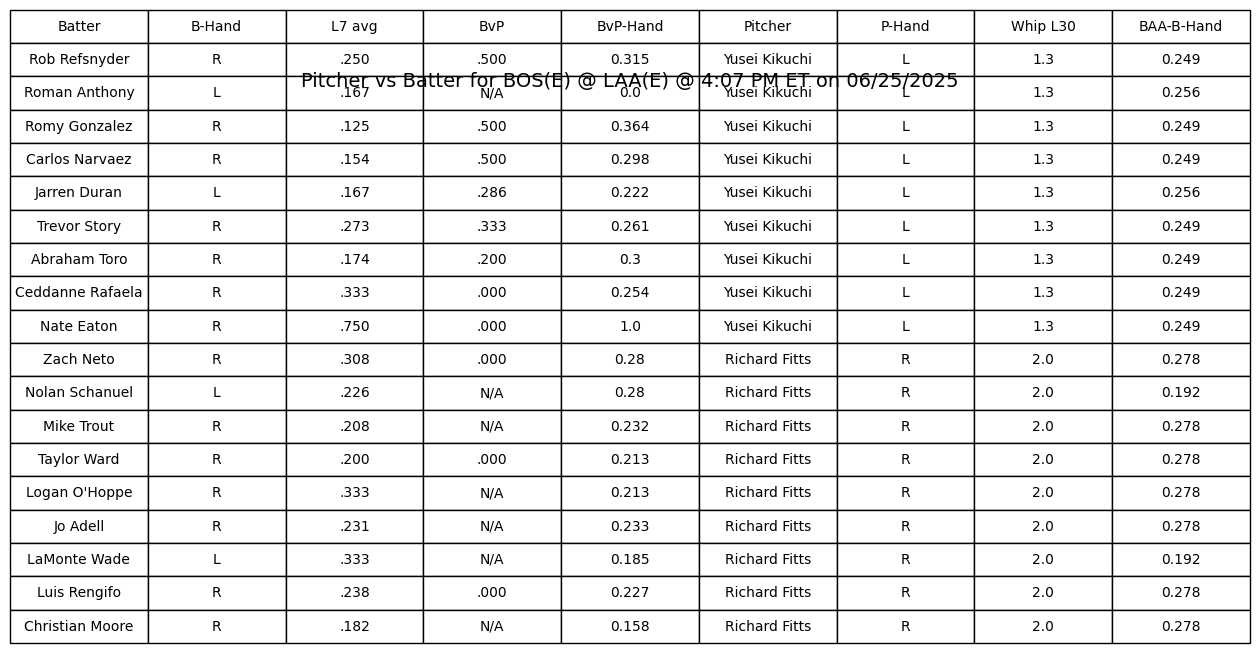 Batter B-Hand L7 avg BvP BvP-Hand Pitcher P-Hand Whip L30 BAA-B-Hand
Rob Refsnyder R .250 .500 0.315 Yusei Kikuchi L 1.3 0.249
Pitcher vs Batter for BOS(E) @ LAA(E) @ 4:07 PM ET on 06/25/2025
Roman Anthony L .167 N/A 0.0 Yusei Kikuchi L 1.3 0.256
Romy Gonzalez R .125 .500 0.364 Yusei Kikuchi L 1.3 0.249
Carlos Narvaez R .154 .500 0.298 Yusei Kikuchi L 1.3 0.249
Jarren Duran L .167 .286 0.222 Yusei Kikuchi L 1.3 0.256
Trevor Story R .273 .333 0.261 Yusei Kikuchi L 1.3 0.249
Abraham Toro R .174 .200 0.3 Yusei Kikuchi L 1.3 0.249
Ceddanne Rafaela R .333 .000 0.254 Yusei Kikuchi L 1.3 0.249
Nate Eaton R .750 .000 1.0 Yusei Kikuchi L 1.3 0.249
Zach Neto R .308 .000 0.28 Richard Fitts R 2.0 0.278
Nolan Schanuel L .226 N/A 0.28 Richard Fitts R 2.0 0.192
Mike Trout R .208 N/A 0.232 Richard Fitts R 2.0 0.278
Taylor Ward R .200 .000 0.213 Richard Fitts R 2.0 0.278
Logan O'Hoppe R .333 N/A 0.213 Richard Fitts R 2.0 0.278
Jo Adell R .231 N/A 0.233 Richard Fitts R 2.0 0.278
LaMonte Wade L .333 N/A 0.185 Richard Fitts R 2.0 0.192
Luis Rengifo R .238 .000 0.227 Richard Fitts R 2.0 0.278
Christian Moore R .182 N/A 0.158 Richard Fitts R 2.0 0.278